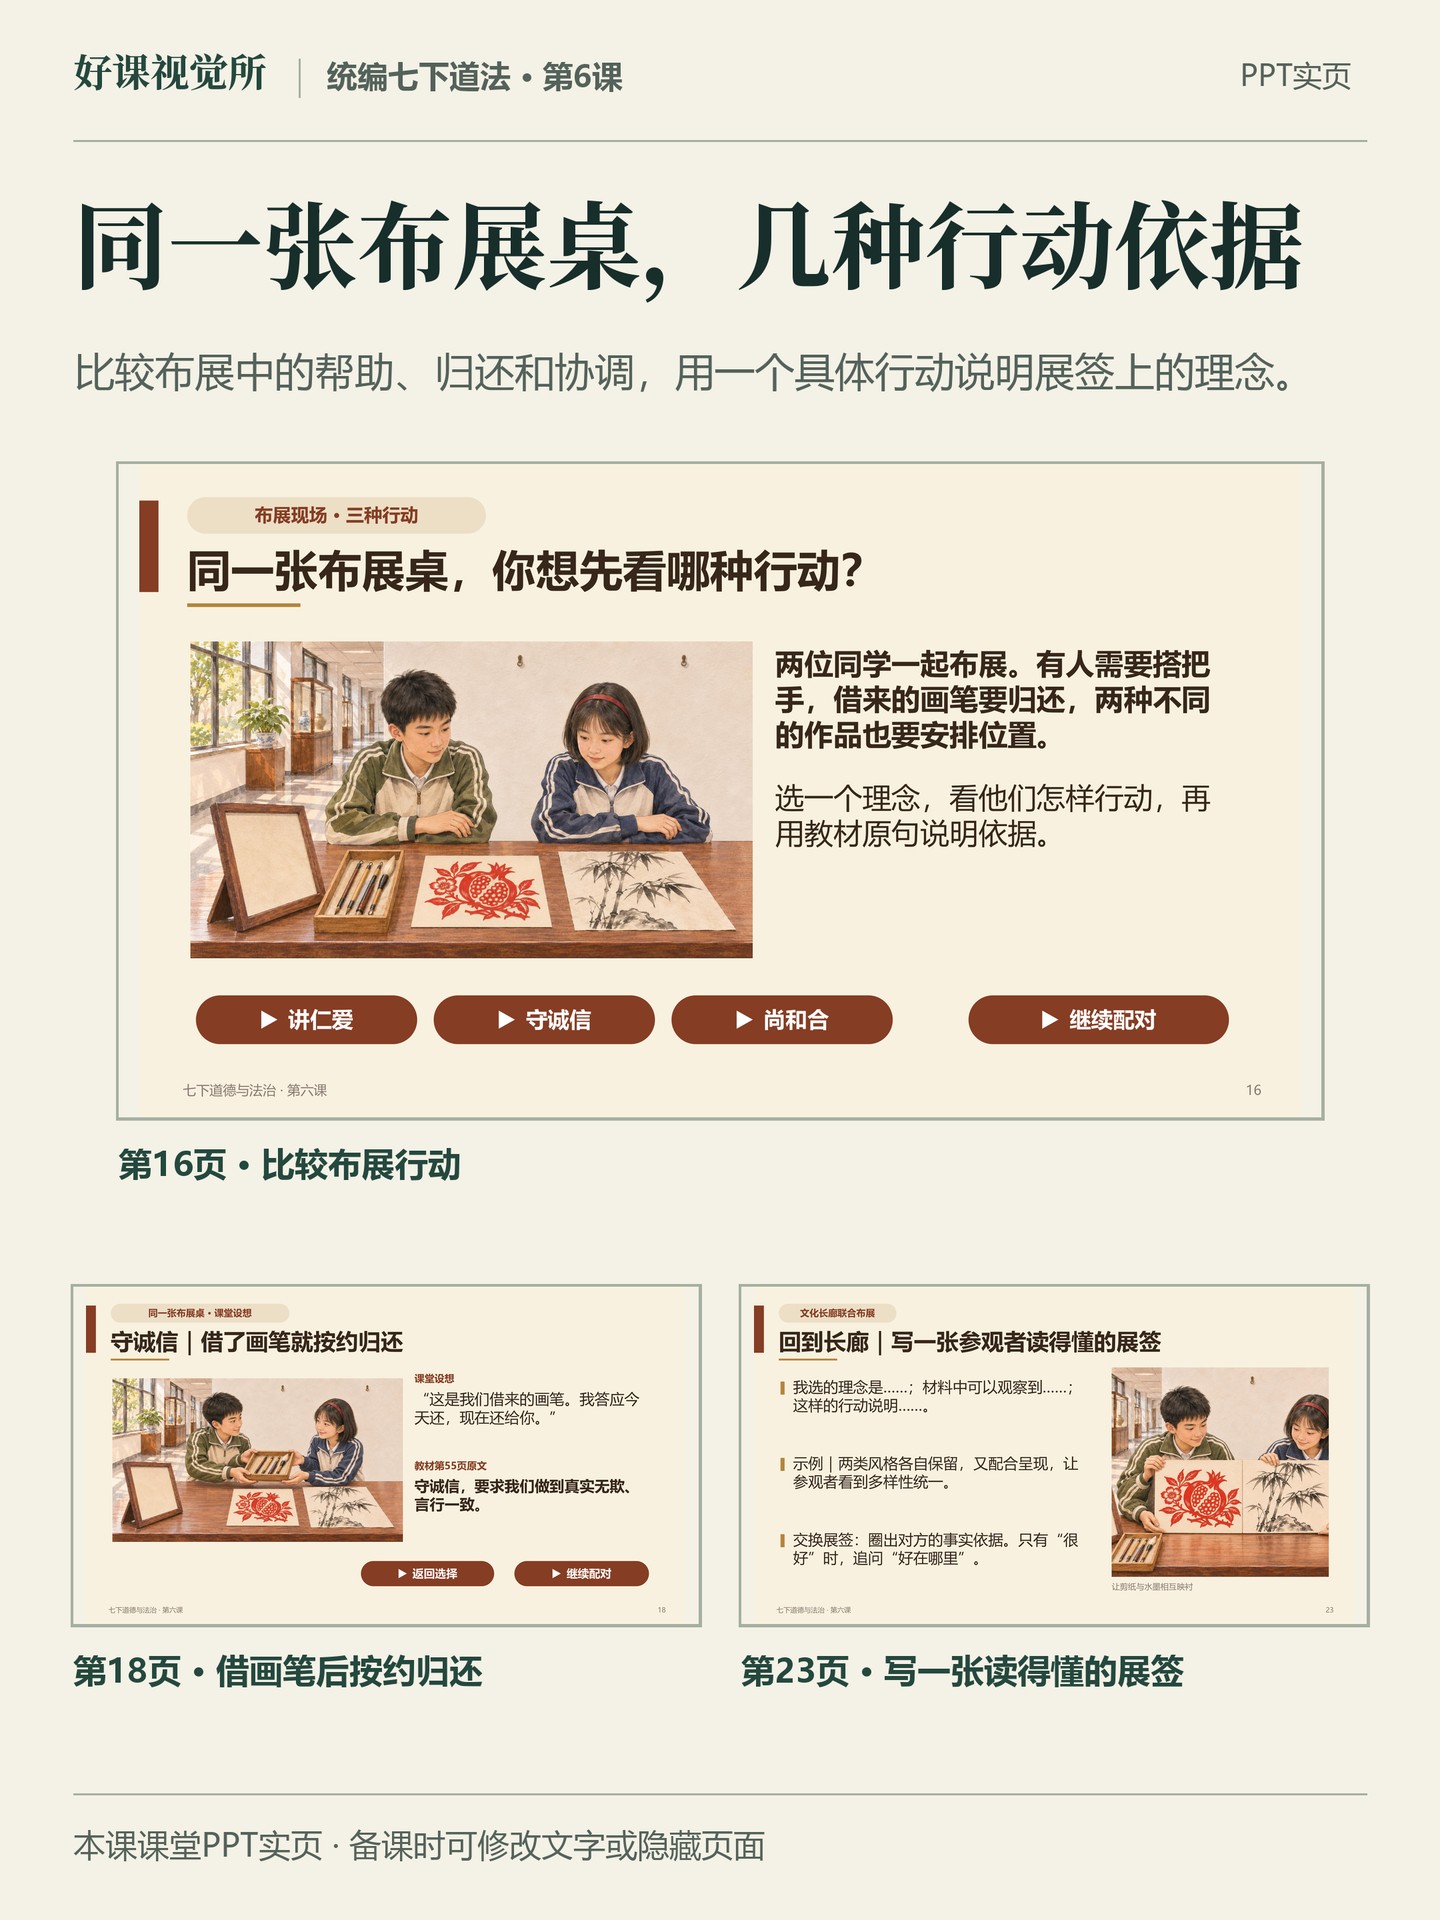 好课视觉所
统编七下道法·第6课
PPT实页
同一张布展桌，几种行动依据
比较布展中的帮助、归还和协调，用一个具体行动说明展签上的理念。
布展现场·三种行动
同一张布展桌，你想先看哪种行动？
两位同学一起布展。有人需要搭把
手，借来的画笔要归还，两种不同
的作品也要安排位置。
选一个理念，看他们怎样行动，再
用教材原句说明依据。
▶ 讲仁爱
▶ 守诚信
▶ 尚和合
▶ 继续配对
七下道德与法治·第六课
16
第16页·比较布展行动
同一张布展桌·课堂设想
守诚信｜借了画笔就按约归还
课堂设想
“这是我们借来的画笔。我答应今
天还，现在还给你。”
教材第55页原文
守诚信，要求我们做到真实无欺、
言行一致。
▶ 返回选择
▶ 继续配对
七下道德与法治·第六课
18
第18页·借画笔后按约归还
文化长廊联合布展
回到长廊｜写一张参观者读得懂的展签
我选的理念是……；材料中可以观察到……；
这样的行动说明……。
示例｜两类风格各自保留，又配合呈现，让
参观者看到多样性统一。
交换展签：圈出对方的事实依据。只有“很
好”时，追问“好在哪里”。
让剪纸与水墨相互映衬
七下道德与法治·第六课
23
第23页·写一张读得懂的展签
本课课堂PPT实页·备课时可修改文字或隐藏页面